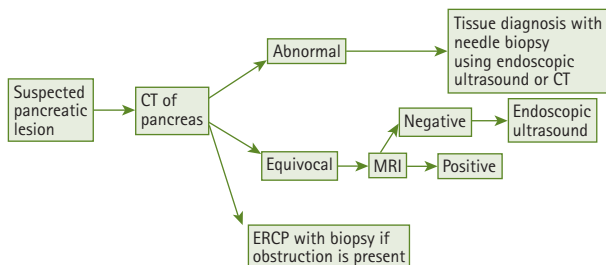 Suspected
pancreatic
lesion
CT of
pancreas
Abnormal
Tissue diagnosis with
needle biopsy
using endoscopic
ultrasound or CT
Equivocal
MRI
Negative
Endoscopic
ultrasound
Positive
ERCP with biopsy if
obstruction is present